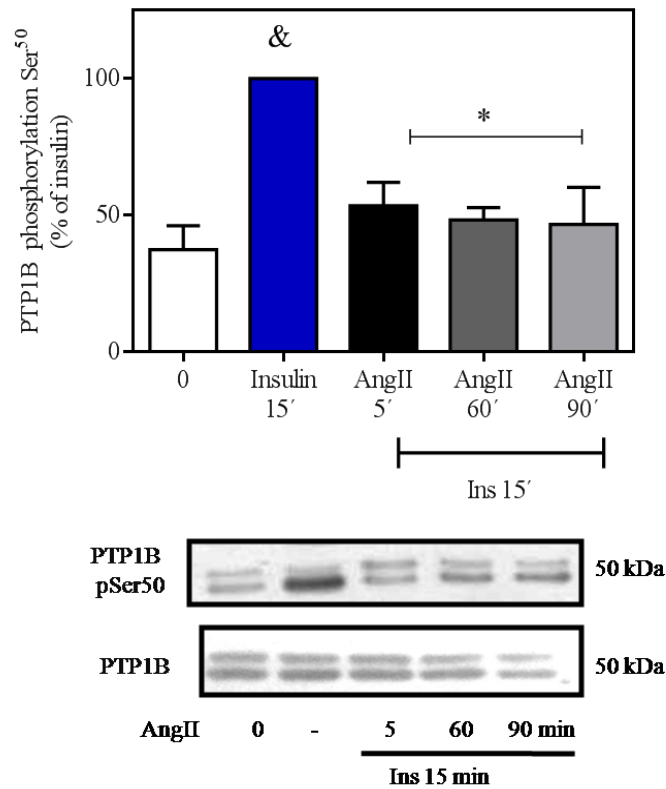 PTP1B phosphorylation Ser50
(% of insulin)
100
50
0
&
*
0
Insulin
15´
AngII
5´
AngII
60´
AngII
90´
Ins 15´
PTP1B
pSer50
50 kDa
PTP1B
50 kDa
AngII 0 - 5 60 90 min
Ins 15 min